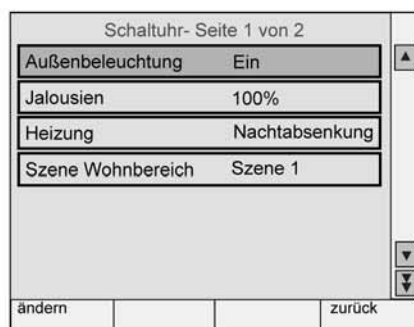 Schaltuhr- Seite 1 von 2
Außenbeleuchtung Ein
Jalousien 100%
Heizung Nachtabsenkung
Szene Wohnbereich Szene 1
ändern zurück